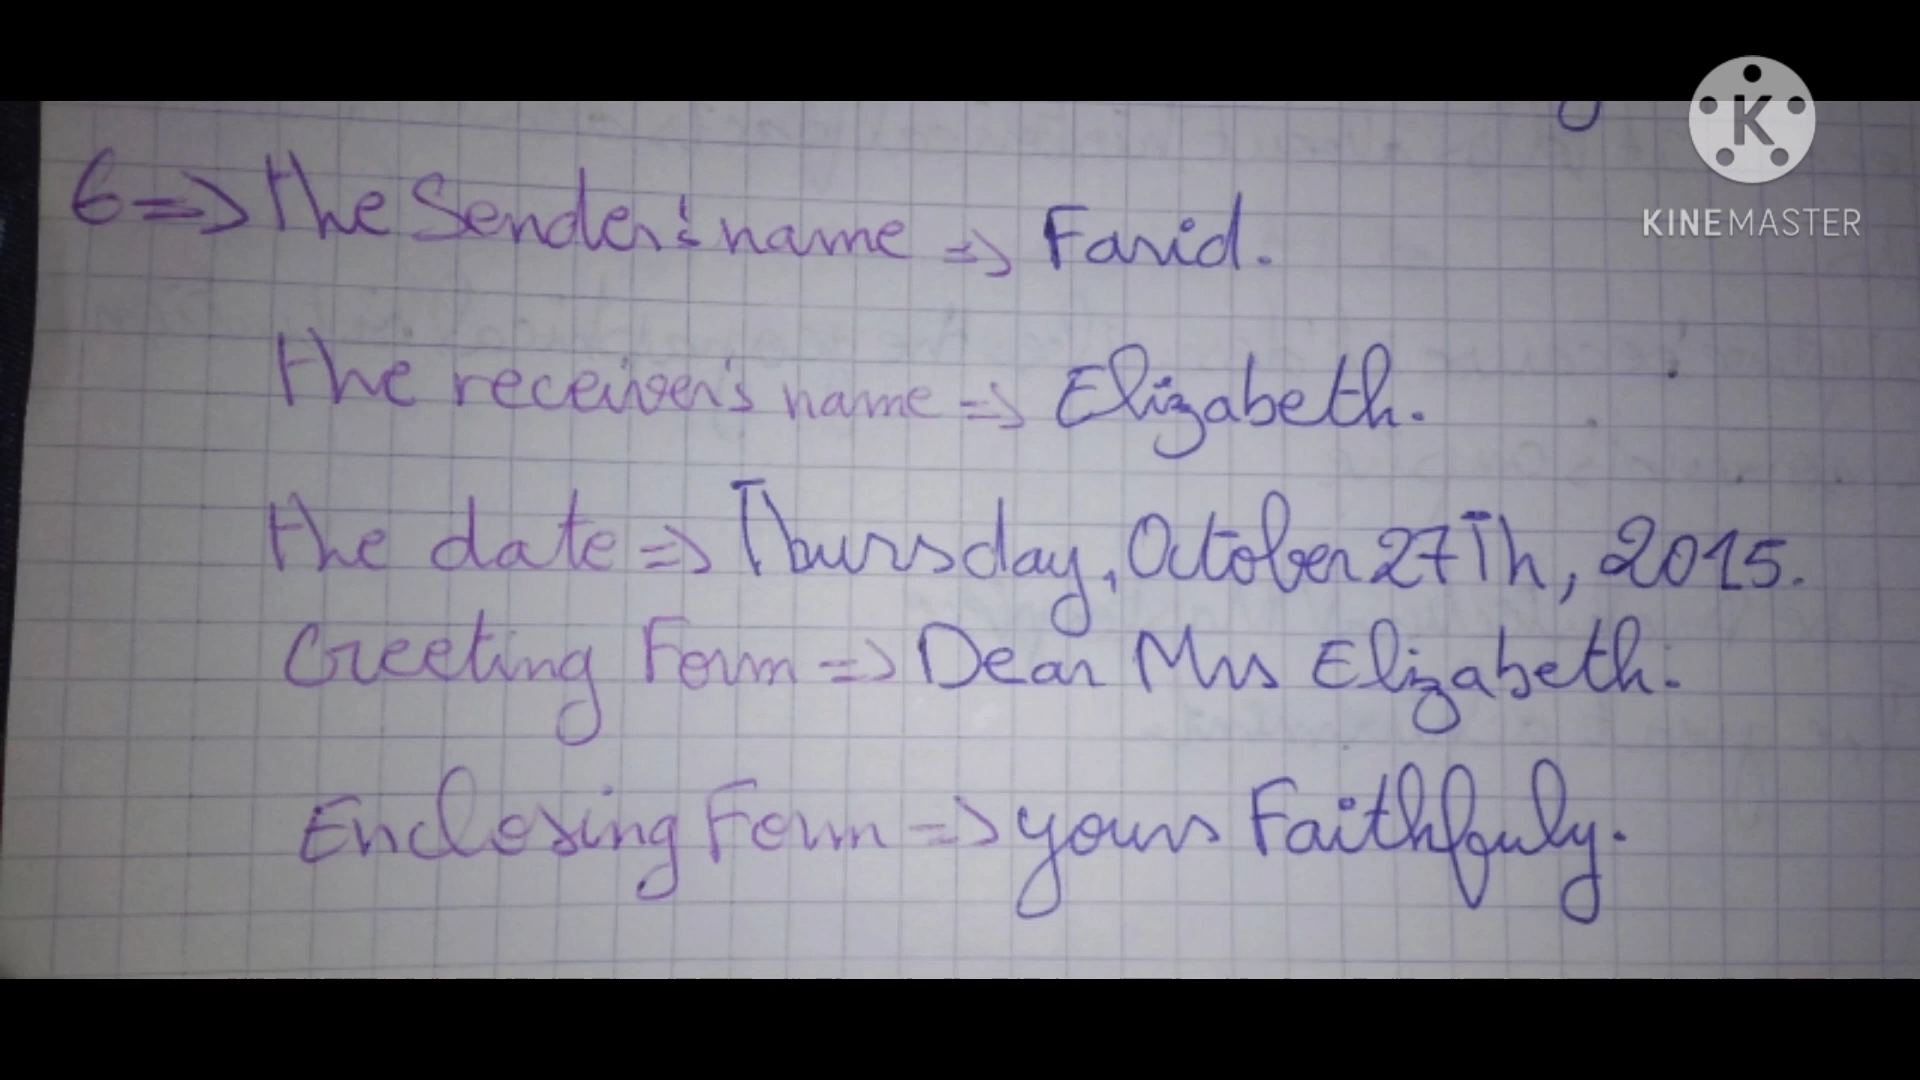 KINEMASTER
6=> the Sender's name => Farid.
the receiver's name => Elizabeth.
the date => Thursday, October 27Th, 2015.
Greeting Form => Dear Mrs Elizabeth.
Enclosing Form => yours Faithfuly.